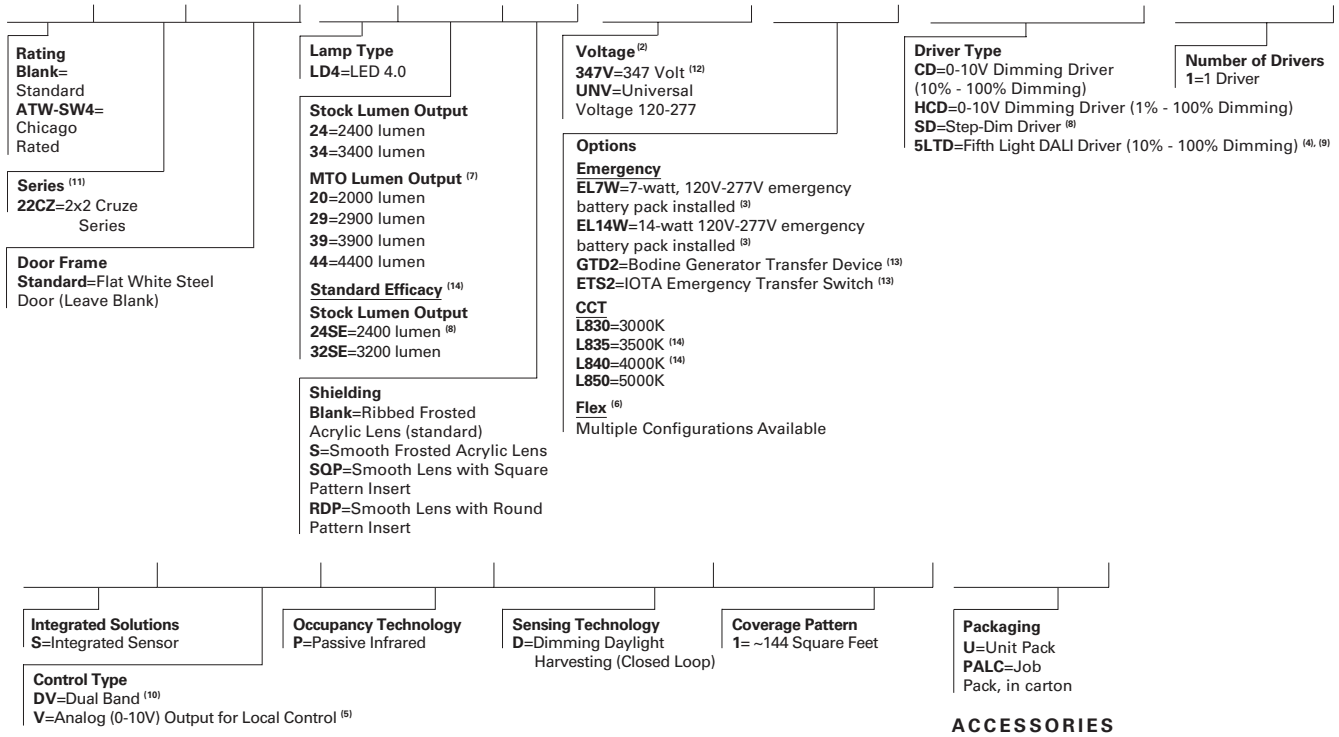 Rating
Blank=
Standard
ATW-SW4=
Chicago
Rated
Series (11)
22CZ=2x2 Cruze
Series
Door Frame
Standard=Flat White Steel
Door (Leave Blank)
Lamp Type
LD4=LED 4.0
Stock Lumen Output
24=2400 lumen
34=3400 lumen
MTO Lumen Output (7)
20=2000 lumen
29=2900 lumen
39=3900 lumen
44=4400 lumen
Standard Efficacy (14)
Stock Lumen Output
24SE=2400 lumen (8)
32SE=3200 lumen
Shielding
Blank=Ribbed Frosted
Acrylic Lens (standard)
S=Smooth Frosted Acrylic Lens
SQP=Smooth Lens with Square
Pattern Insert
RDP=Smooth Lens with Round
Pattern Insert
Voltage (2)
347V=347 Volt (12)
UNV=Universal
Voltage 120-277
Options
Emergency
EL7W=7-watt, 120V-277V emergency
battery pack installed (3)
EL14W=14-watt 120V-277V emergency
battery pack installed (3)
GTD2=Bodine Generator Transfer Device (13)
ETS2=IOTA Emergency Transfer Switch (13)
CCT
L830=3000K
L835=3500K (14)
L840=4000K (14)
L850=5000K
Flex (6)
Multiple Configurations Available
Driver Type
CD=0-10V Dimming Driver
(10% - 100% Dimming)
HCD=0-10V Dimming Driver (1% - 100% Dimming)
SD=Step-Dim Driver (8)
5LTD=Fifth Light DALI Driver (10% - 100% Dimming) (4), (9)
Number of Drivers
1=1 Driver
Integrated Solutions
S=Integrated Sensor
Control Type
DV=Dual Band (10)
V=Analog (0-10V) Output for Local Control (5)
Occupancy Technology
P=Passive Infrared
Sensing Technology
D=Dimming Daylight
Harvesting (Closed Loop)
Coverage Pattern
1= ~144 Square Feet
Packaging
U=Unit Pack
PALC=Job
Pack, in carton
ACCESSORIES